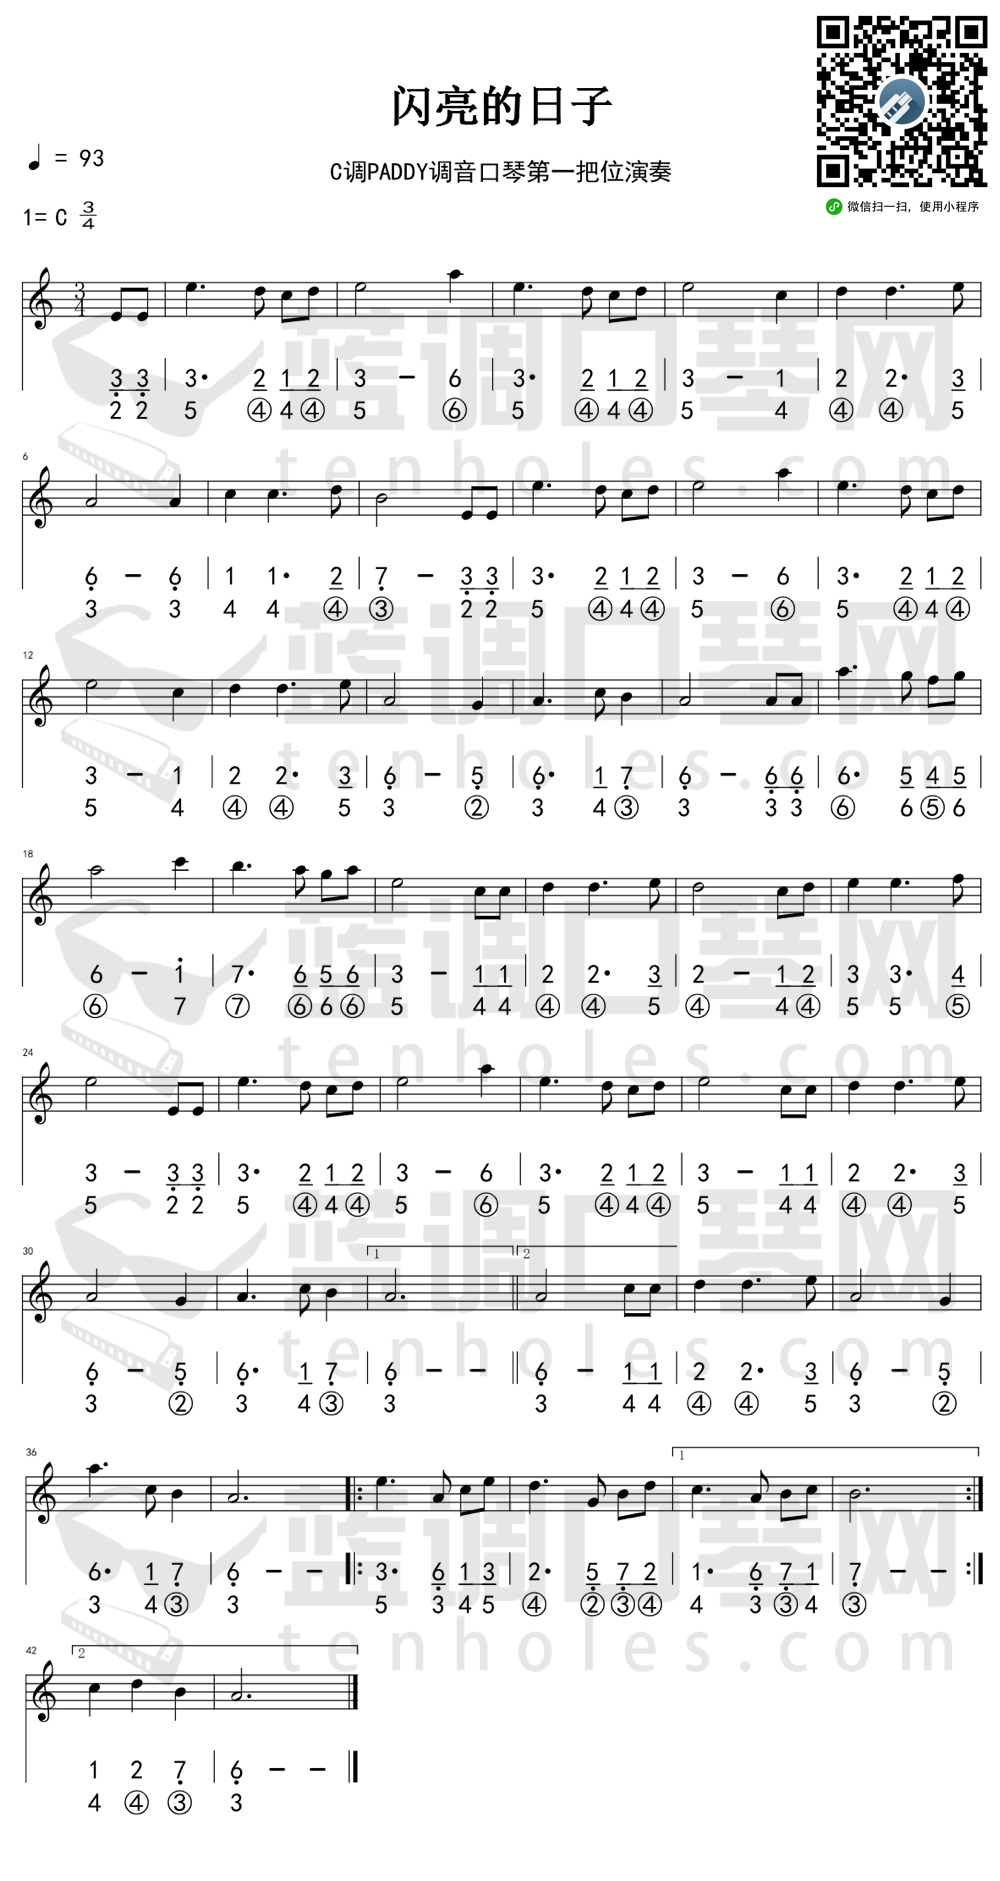 闪亮的日子
♩ = 93
C调PADDY调音口琴第一把位演奏
微信扫一扫，使用小程序
1= C 3/4
3 3 | 3· 2 1 2 | 3 − 6 | 3· 2 1 2 | 3 − 1 | 2 2· 3
2 2 5 ④ 4 ④ 5 ⑥ 5 ④ 4 ④ 5 4 ④ ④ 5
6
6 − 6 | 1 1· 2 | 7 − 3 3 | 3· 2 1 2 | 3 − 6 | 3· 2 1 2
3 3 4 4 ④ ③ 2 2 5 ④ 4 ④ 5 ⑥ 5 ④ 4 ④
12
3 − 1 | 2 2· 3 | 6 − 5 | 6· 1 7 | 6 − 6 6 | 6· 5 4 5
5 4 ④ ④ 5 3 ② 3 4 ③ 3 3 3 ⑥ 6 ⑤ 6
18
6 − 1 | 7· 6 5 6 | 3 − 1 1 | 2 2· 3 | 2 − 1 2 | 3 3· 4
⑥ 7 ⑦ ⑥ 6 ⑥ 5 4 4 ④ ④ 5 ④ 4 ④ 5 5 ⑤
24
3 − 3 3 | 3· 2 1 2 | 3 − 6 | 3· 2 1 2 | 3 − 1 1 | 2 2· 3
5 2 2 5 ④ 4 ④ 5 ⑥ 5 ④ 4 ④ 5 4 4 ④ ④ 5
30 1 2
6 − 5 | 6· 1 7 | 6 − − || 6 − 1 1 | 2 2· 3 | 6 − 5
3 ② 3 4 ③ 3 3 4 4 ④ ④ 5 3 ②
36 1
6· 1 7 | 6 − − |: 3· 6 1 3 | 2· 5 7 2 | 1· 6 7 1 | 7 − − :|
3 4 ③ 3 5 3 4 5 ④ ② ③ ④ 4 3 ③ 4 ③
42 2
1 2 7 | 6 − − |
4 ④ ③ 3
蓝调口琴网
tenholes.com